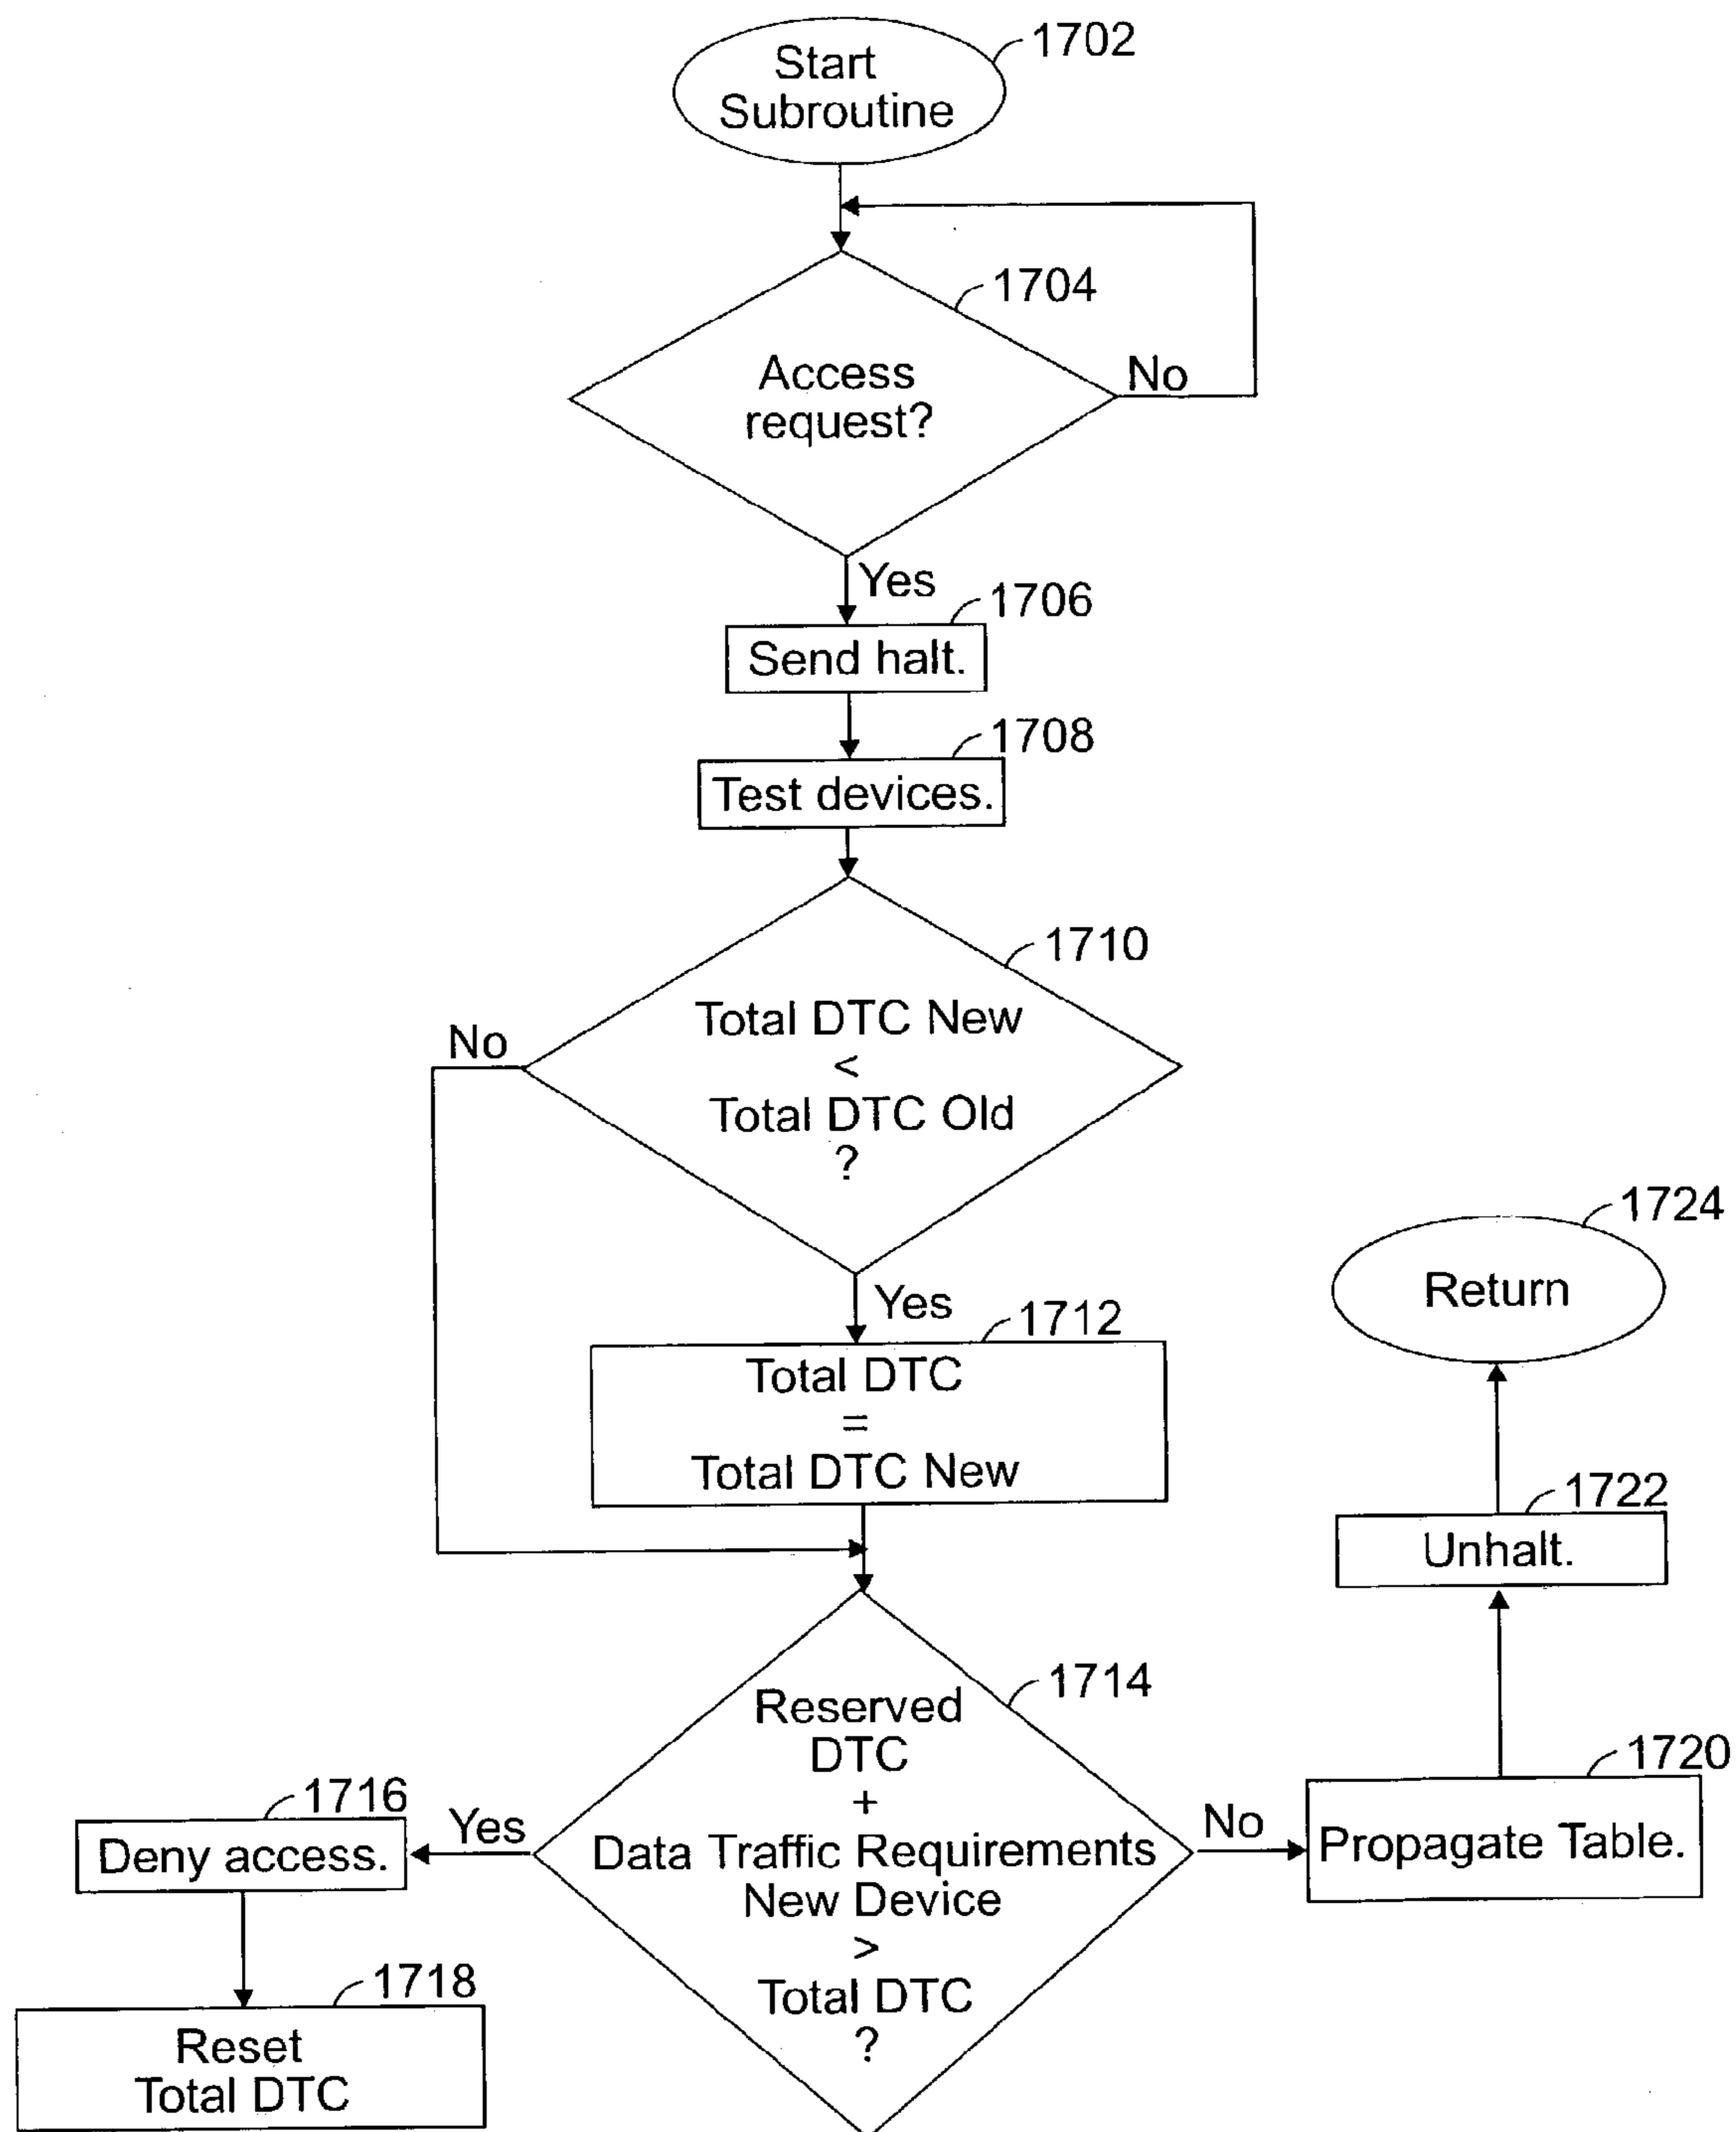 1702
Start
Subroutine
1704
Access
request?
No
Yes
1706
Send halt.
1708
Test devices.
1710
Total DTC New
<
Total DTC Old
?
No
Yes
1712
Total DTC
=
Total DTC New
1724
Return
1722
Unhalt.
1714
Reserved
DTC
+
Data Traffic Requirements
New Device
>
Total DTC
?
1716
Deny access.
Yes
No
1720
Propagate Table.
1718
Reset
Total DTC